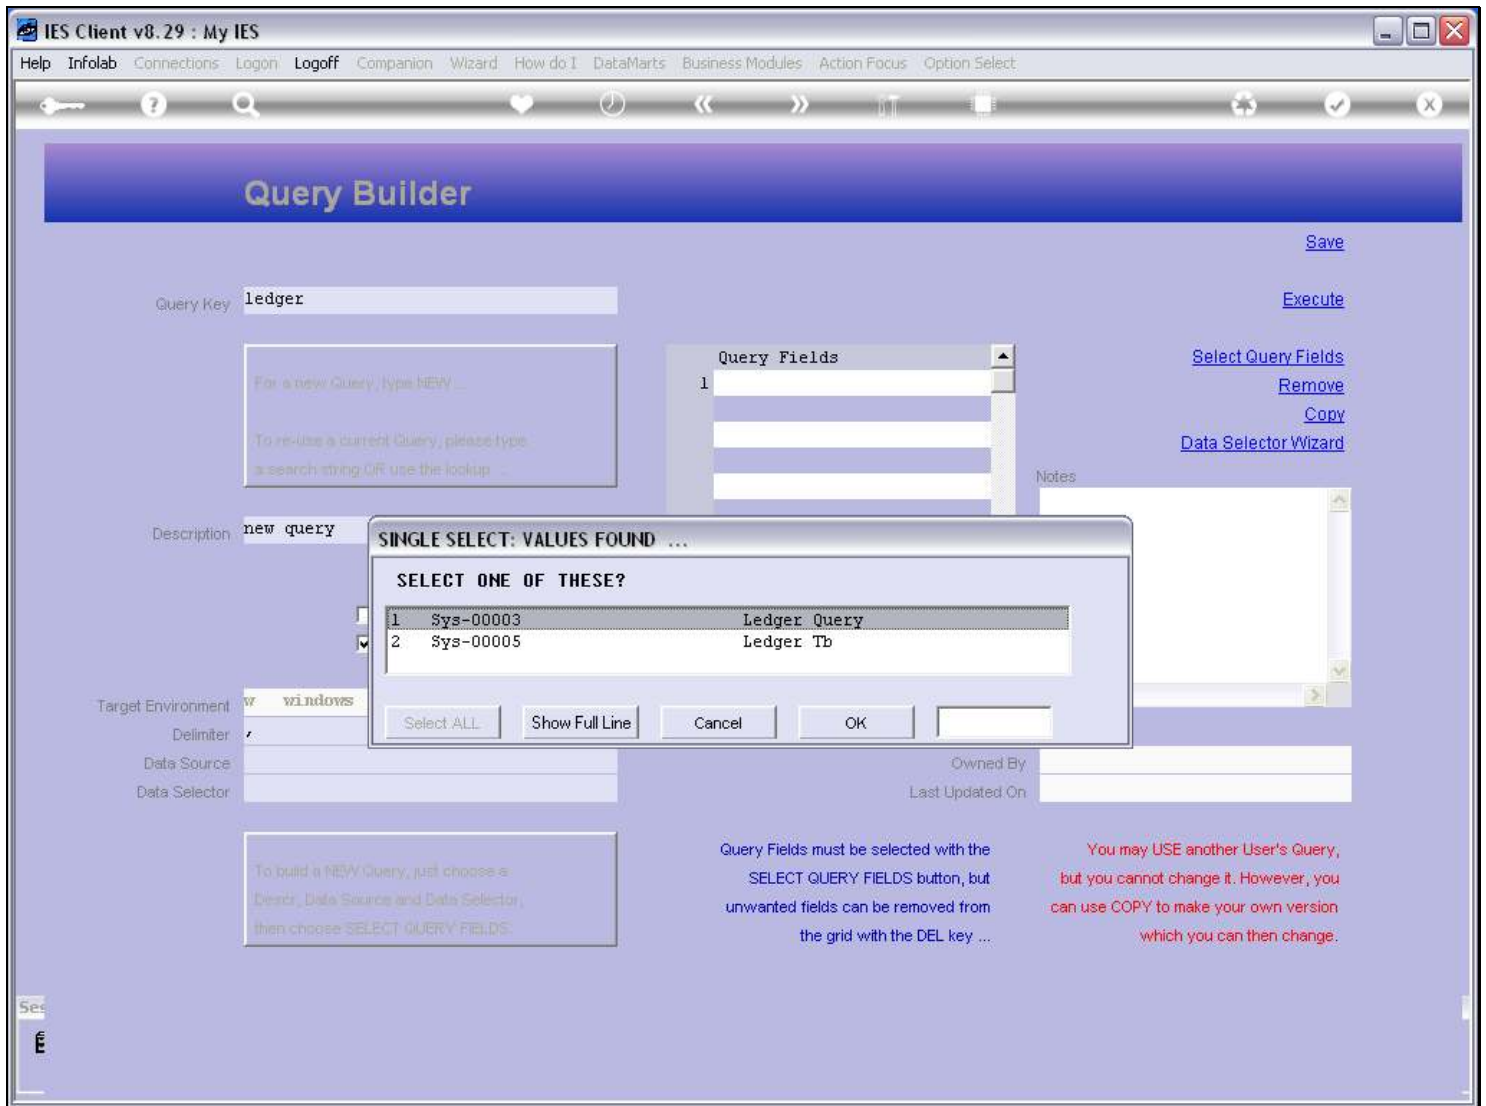 IES Client v8.29 : My IES
Help Infolab Connections Logon Logoff Companion Wizard How do I DataMarts Business Modules Action Focus Option Select
Query Builder
Save
Query Key ledger
Execute
For a new Query, type NEW ...
To re-use a current Query, please type
a search string OR use the lookup ...
Query Fields
1
Select Query Fields
Remove
Copy
Data Selector Wizard
Notes
Description new query
SINGLE SELECT: VALUES FOUND ...
SELECT ONE OF THESE?
1 Sys-00003 Ledger Query
2 Sys-00005 Ledger Tb
Select ALL Show Full Line Cancel OK
Target Environment w windows
Delimiter ,
Data Source
Data Selector
Owned By
Last Updated On
To build a NEW Query, just choose a
Descr, Data Source and Data Selector,
then choose SELECT QUERY FIELDS.
Query Fields must be selected with the
SELECT QUERY FIELDS button, but
unwanted fields can be removed from
the grid with the DEL key ...
You may USE another User's Query,
but you cannot change it. However, you
can use COPY to make your own version
which you can then change.
Ses